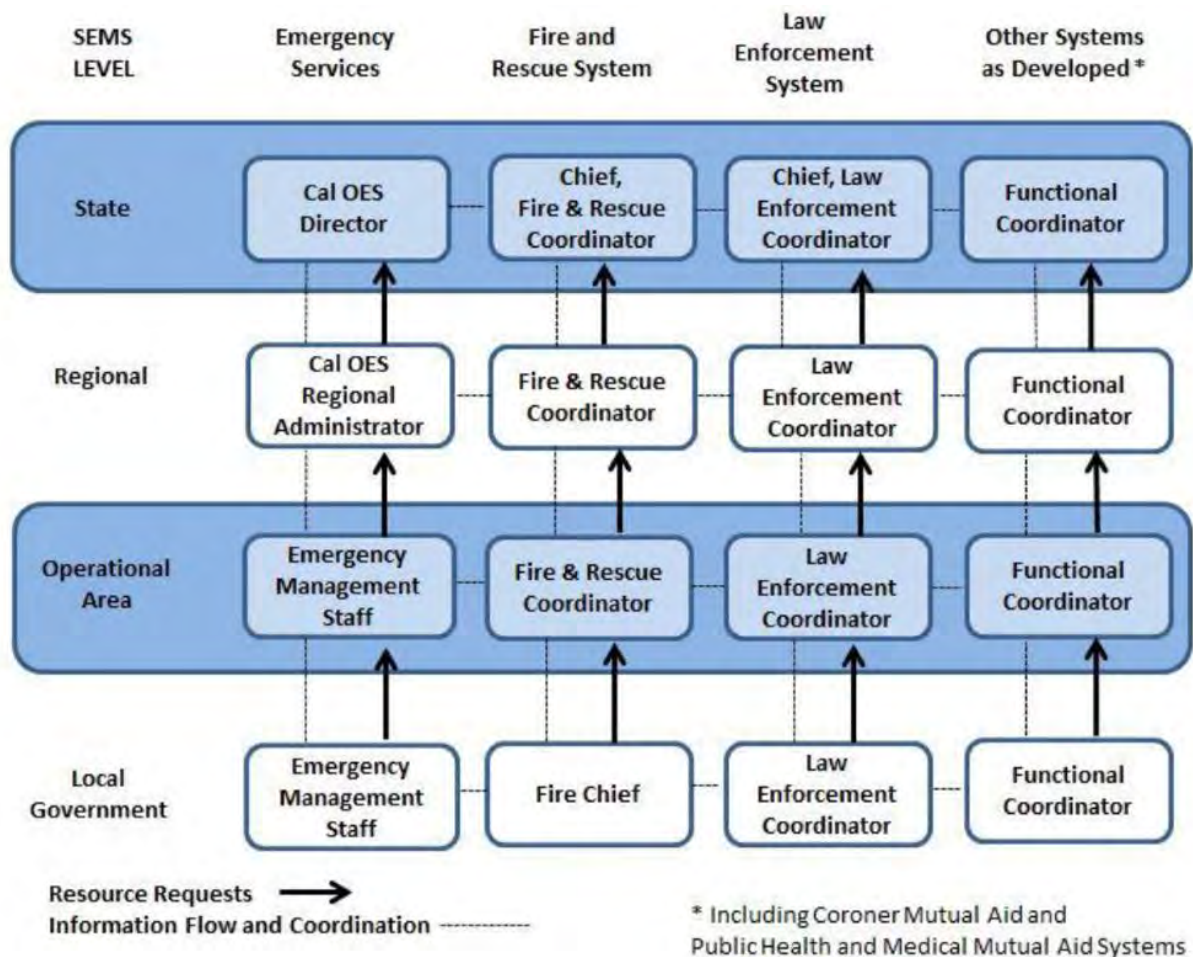 SEMS
LEVEL
Emergency
Services
Fire and
Rescue System
Law
Enforcement
System
Other Systems
as Developed *
State
Cal OES
Director
Chief,
Fire & Rescue
Coordinator
Chief, Law
Enforcement
Coordinator
Functional
Coordinator
Regional
Cal OES
Regional
Administrator
Fire & Rescue
Coordinator
Law
Enforcement
Coordinator
Functional
Coordinator
Operational
Area
Emergency
Management
Staff
Fire & Rescue
Coordinator
Law
Enforcement
Coordinator
Functional
Coordinator
Local
Government
Emergency
Management
Staff
Fire Chief
Law
Enforcement
Coordinator
Functional
Coordinator
Resource Requests
Information Flow and Coordination
* Including Coroner Mutual Aid and
Public Health and Medical Mutual Aid Systems